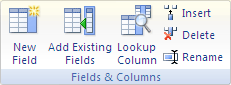 New Field
Add Existing Fields
Lookup Column
Insert
Delete
Rename
Fields & Columns